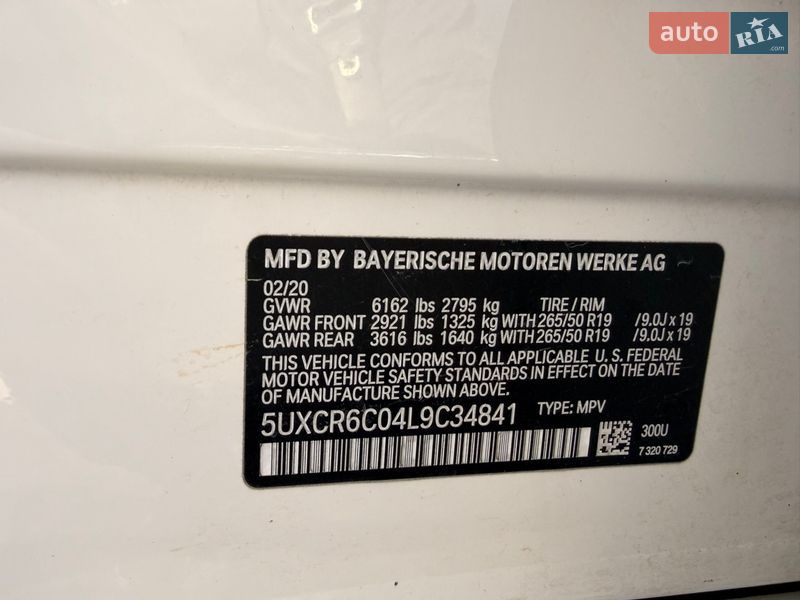 auto RIA .com
MFD BY BAYERISCHE MOTOREN WERKE AG
02/20
GVWR 6162 lbs 2795 kg TIRE / RIM
GAWR FRONT 2921 lbs 1325 kg WITH 265/50 R19 / 9.0J x 19
GAWR REAR 3616 lbs 1640 kg WITH 265/50 R19 / 9.0J x 19
THIS VEHICLE CONFORMS TO ALL APPLICABLE U. S. FEDERAL
MOTOR VEHICLE SAFETY STANDARDS IN EFFECT ON THE DATE
OF MANUFACTURE SHOWN ABOVE.
5UXCR6C04L9C34841 TYPE: MPV
300U
7 320 729